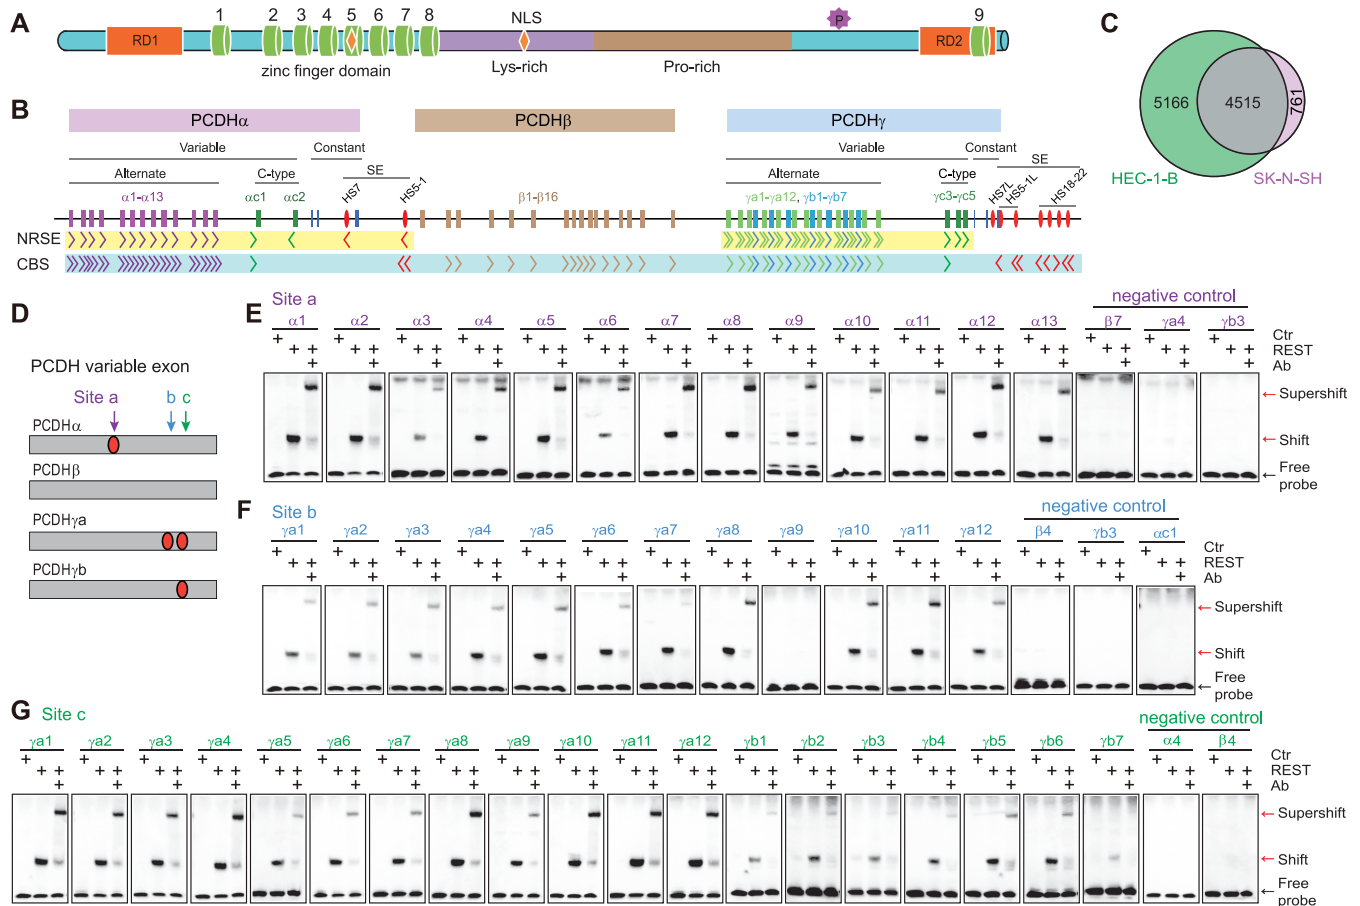 A
1 2 3 4 5 6 7 8 NLS P 9
RD1 RD2
zinc finger domain Lys-rich Pro-rich
B
PCDHα PCDHβ PCDHγ
Variable Constant Variable Constant
Alternate C-type SE Alternate C-type SE
α1-α13 αc1 αc2 HS7 HS5-1 β1-β16 γa1-γa12, γb1-γb7 γc3-γc5 HS7L HS5-1L HS18-22
NRSE
CBS
C
5166 4515 761
HEC-1-B SK-N-SH
D
PCDH variable exon
Site a b c
PCDHα
PCDHβ
PCDHγa
PCDHγb
E Site a
negative control
α1 α2 α3 α4 α5 α6 α7 α8 α9 α10 α11 α12 α13 β7 γa4 γb3
+ + + + + + + + + + + + + + + + Ctr
+ + + + + + + + + + + + + + + + + + + + + + + + + + + + + + + + REST
+ + + + + + + + + + + + + + + + Ab
← Supershift
← Shift
← Free
probe
F Site b
negative control
γa1 γa2 γa3 γa4 γa5 γa6 γa7 γa8 γa9 γa10 γa11 γa12 β4 γb3 αc1
+ + + + + + + + + + + + + + + Ctr
+ + + + + + + + + + + + + + + + + + + + + + + + + + + + + + REST
+ + + + + + + + + + + + + + + Ab
← Supershift
← Shift
← Free
probe
G Site c
negative control
γa1 γa2 γa3 γa4 γa5 γa6 γa7 γa8 γa9 γa10 γa11 γa12 γb1 γb2 γb3 γb4 γb5 γb6 γb7 α4 β4
+ + + + + + + + + + + + + + + + + + + + + Ctr
+ + + + + + + + + + + + + + + + + + + + + + + + + + + + + + + + + + + + + + + + + + REST
+ + + + + + + + + + + + + + + + + + + + + Ab
← Supershift
← Shift
← Free
probe